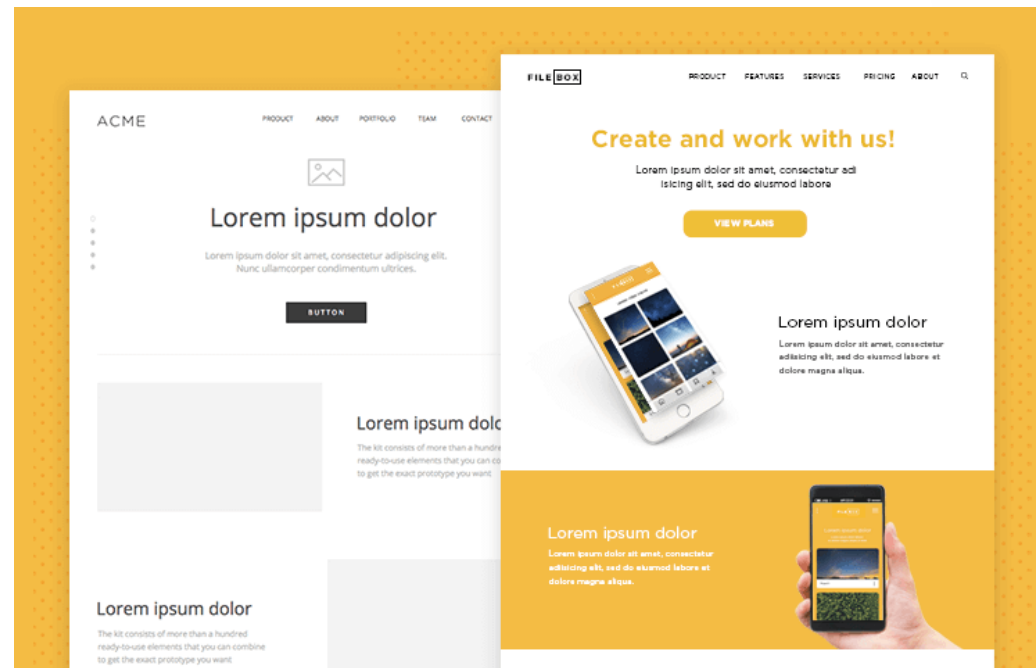 ACME
PRODUCT ABOUT PORTFOLIO TEAM CONTACT
Lorem ipsum dolor
Lorem ipsum dolor sit amet, consectetur adipiscing elit.
Nunc ullamcorper condimentum ultrices.
BUTTON
Lorem ipsum dolo
The kit consists of more than a hundre
ready-to-use elements that you can co
to get the exact prototype you want
Lorem ipsum dolor
The kit consists of more than a hundred
ready-to-use elements that you can combine
to get the exact prototype you want
FILE BOX
PRODUCT FEATURES SERVICES PRICING ABOUT
Create and work with us!
Lorem ipsum dolor sit amet, consectetur adi
isicing elit, sed do eiusmod labore
VIEW PLANS
Lorem ipsum dolor
Lorem ipsum dolor sit amet, consectetur
adiisicing elit, sed do eiusmod labore et
dolore magna aliqua.
Lorem ipsum dolor
Lorem ipsum dolor sit amet, consectetur
adiisicing elit, sed do eiusmod labore et
dolore magna aliqua.
Lorem ipsum dolor